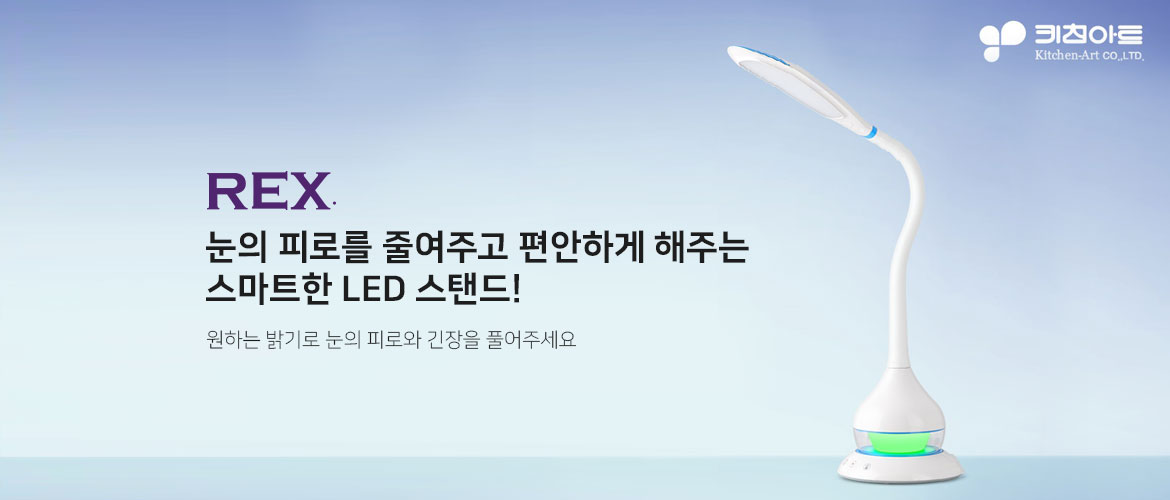 키친아트
Kitchen-Art CO.,LTD.
REX.
눈의 피로를 줄여주고 편안하게 해주는
스마트한 LED 스탠드!
원하는 밝기로 눈의 피로와 긴장을 풀어주세요